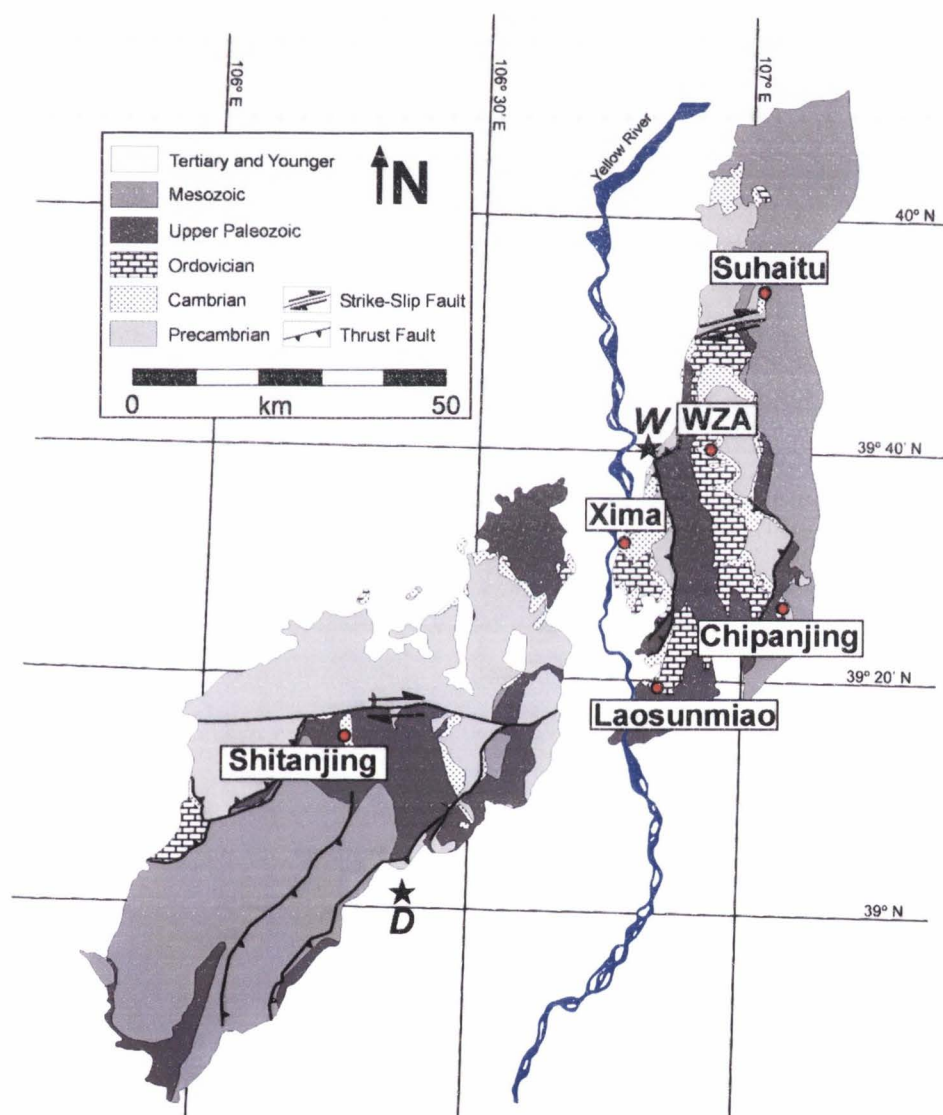 106° E
106° 30' E
107° E
Yellow River
Tertiary and Younger
Mesozoic
Upper Paleozoic
Ordovician
Cambrian
Precambrian
Strike-Slip Fault
Thrust Fault
N
0 km 50
40° N
Suhaitu
W
WZA
39° 40' N
Xima
Chipanjing
39° 20' N
Laosunmiao
Shitanjing
39° N
D